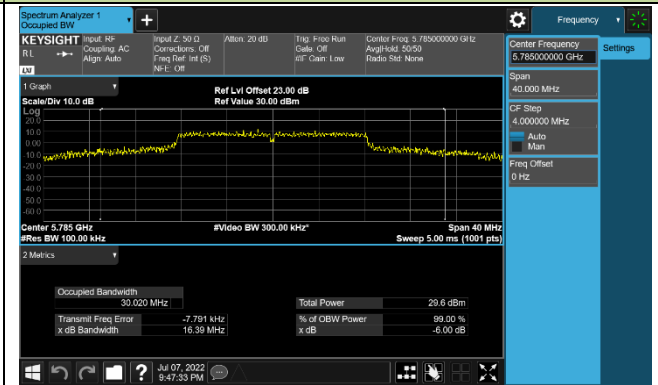 Spectrum Analyzer 1
Occupied BW
Frequency
KEYSIGHT
RL
LXI
Input: RF
Coupling: AC
Align: Auto
Input Z: 50 Ω
Corrections: Off
Freq Ref: Int (S)
NFE: Off
Atten: 20 dB
Trig: Free Run
Gate: Off
#IF Gain: Low
Center Freq: 5.785000000 GHz
Avg|Hold: 50/50
Radio Std: None
Center Frequency
5.785000000 GHz
Settings
Span
40.000 MHz
CF Step
4.000000 MHz
Auto
Man
Freq Offset
0 Hz
1 Graph
Scale/Div 10.0 dB
Ref Lvl Offset 23.00 dB
Ref Value 30.00 dBm
Log
20.0
10.0
0.00
-10.0
-20.0
-30.0
-40.0
-50.0
-60.0
Center 5.785 GHz
#Video BW 300.00 kHz*
Span 40 MHz
#Res BW 100.00 kHz
Sweep 5.00 ms (1001 pts)
2 Metrics
Occupied Bandwidth
30.020 MHz
Total Power 29.6 dBm
Transmit Freq Error -7.791 kHz
% of OBW Power 99.00 %
x dB Bandwidth 16.39 MHz
x dB -6.00 dB
?
Jul 07, 2022
9:47:33 PM